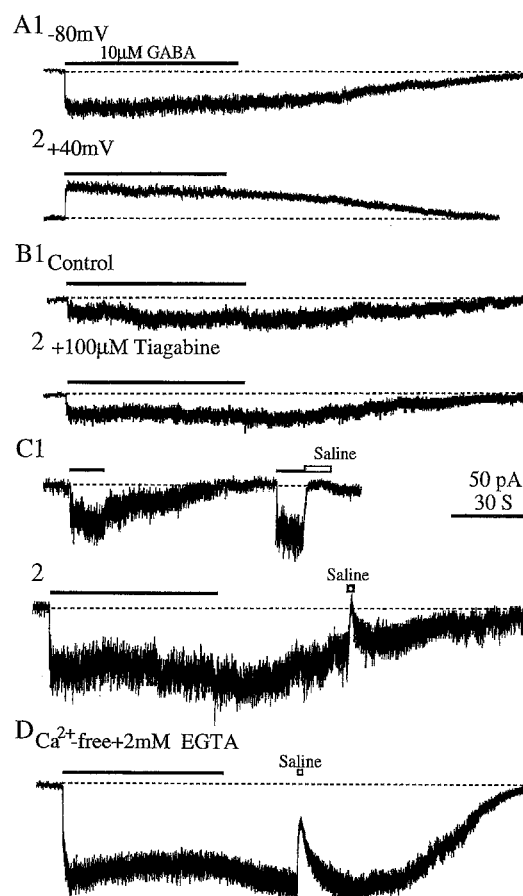 A1 -80mV
10µM GABA
2 +40mV
B1 Control
2 +100µM Tiagabine
C1
Saline
50 pA
30 S
2
Saline
D Ca2+-free+2mM EGTA
Saline